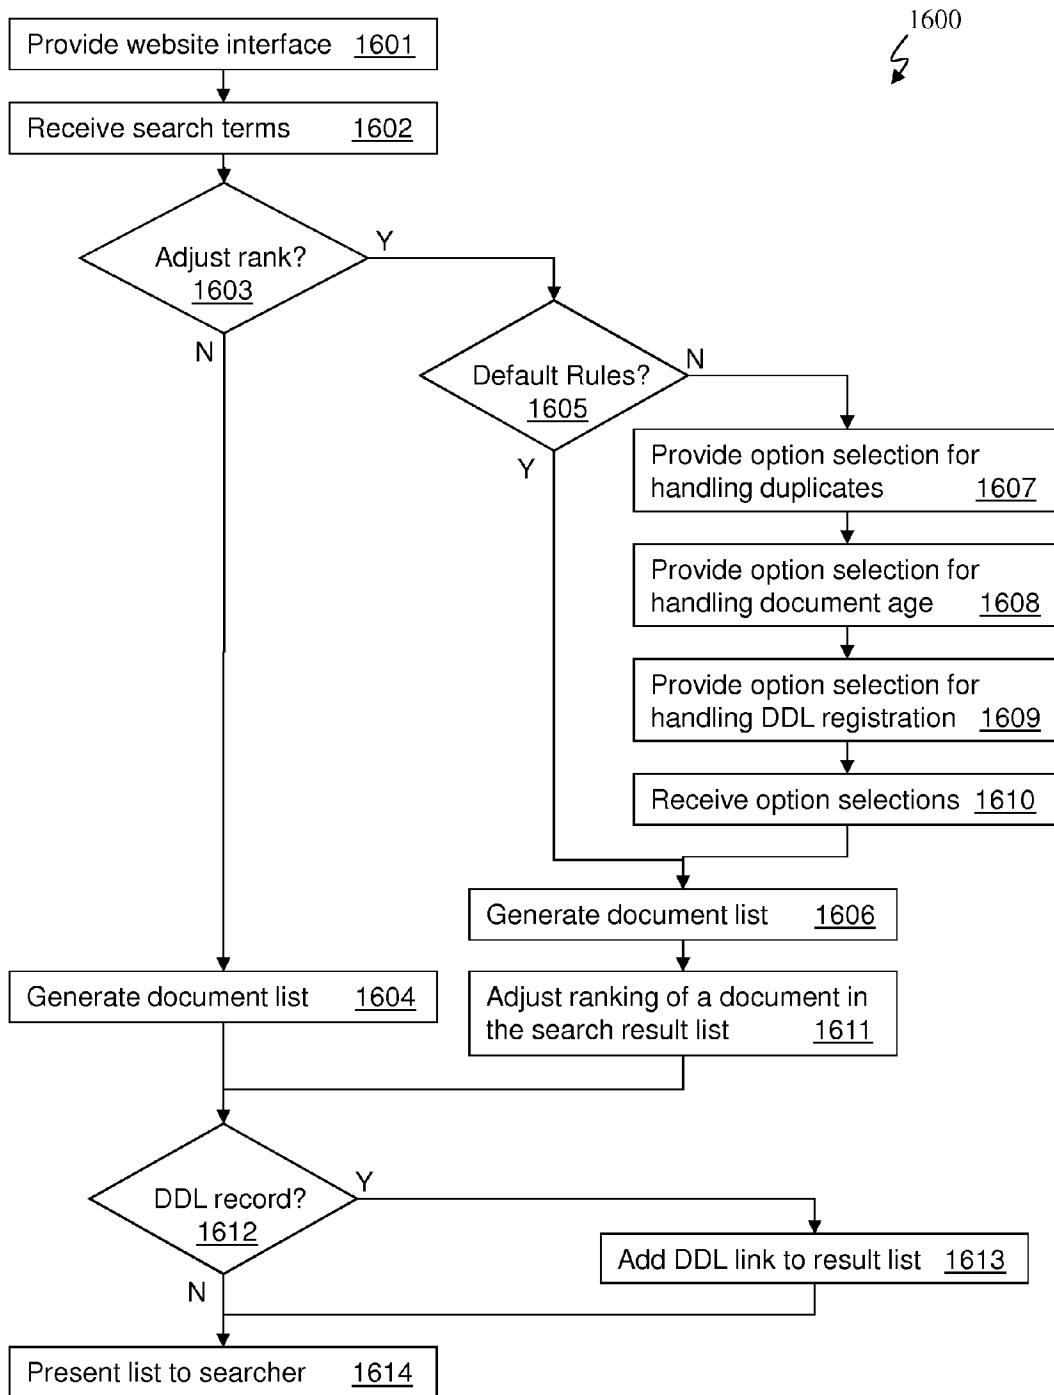 1600
Provide website interface 1601
Receive search terms 1602
Adjust rank?
1603
Y
N
Default Rules?
1605
N
Y
Provide option selection for
handling duplicates 1607
Provide option selection for
handling document age 1608
Provide option selection for
handling DDL registration 1609
Receive option selections 1610
Generate document list 1606
Generate document list 1604
Adjust ranking of a document in
the search result list 1611
DDL record?
1612
Y
N
Add DDL link to result list 1613
Present list to searcher 1614